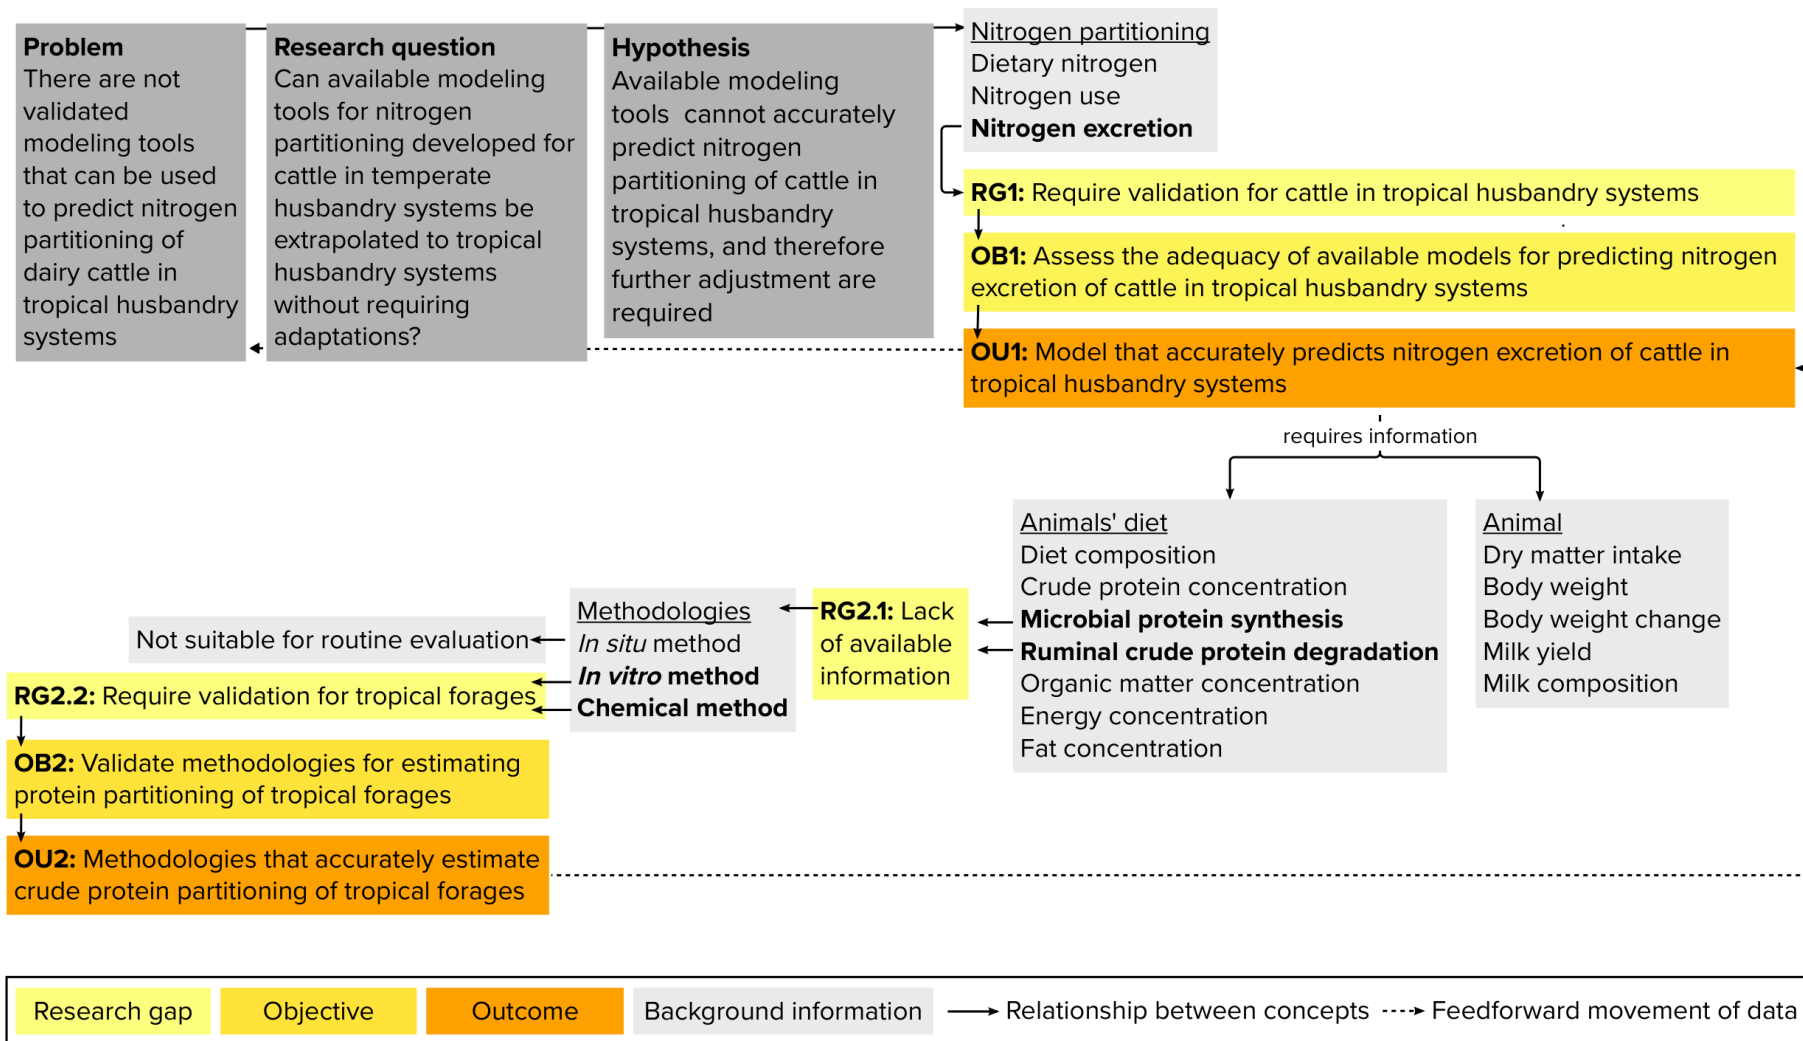 Problem
There are not
validated
modeling tools
that can be used
to predict nitrogen
partitioning of
dairy cattle in
tropical husbandry
systems
Research question
Can available modeling
tools for nitrogen
partitioning developed for
cattle in temperate
husbandry systems be
extrapolated to tropical
husbandry systems
without requiring
adaptations?
Hypothesis
Available modeling
tools cannot accurately
predict nitrogen
partitioning of cattle in
tropical husbandry
systems, and therefore
further adjustment are
required
Nitrogen partitioning
Dietary nitrogen
Nitrogen use
Nitrogen excretion
RG1: Require validation for cattle in tropical husbandry systems
OB1: Assess the adequacy of available models for predicting nitrogen
excretion of cattle in tropical husbandry systems
OU1: Model that accurately predicts nitrogen excretion of cattle in
tropical husbandry systems
requires information
Animals' diet
Diet composition
Crude protein concentration
Microbial protein synthesis
Ruminal crude protein degradation
Organic matter concentration
Energy concentration
Fat concentration
Animal
Dry matter intake
Body weight
Body weight change
Milk yield
Milk composition
RG2.1: Lack
of available
information
Methodologies
In situ method
In vitro method
Chemical method
Not suitable for routine evaluation
RG2.2: Require validation for tropical forages
OB2: Validate methodologies for estimating
protein partitioning of tropical forages
OU2: Methodologies that accurately estimate
crude protein partitioning of tropical forages
Research gap
Objective
Outcome
Background information
Relationship between concepts
Feedforward movement of data